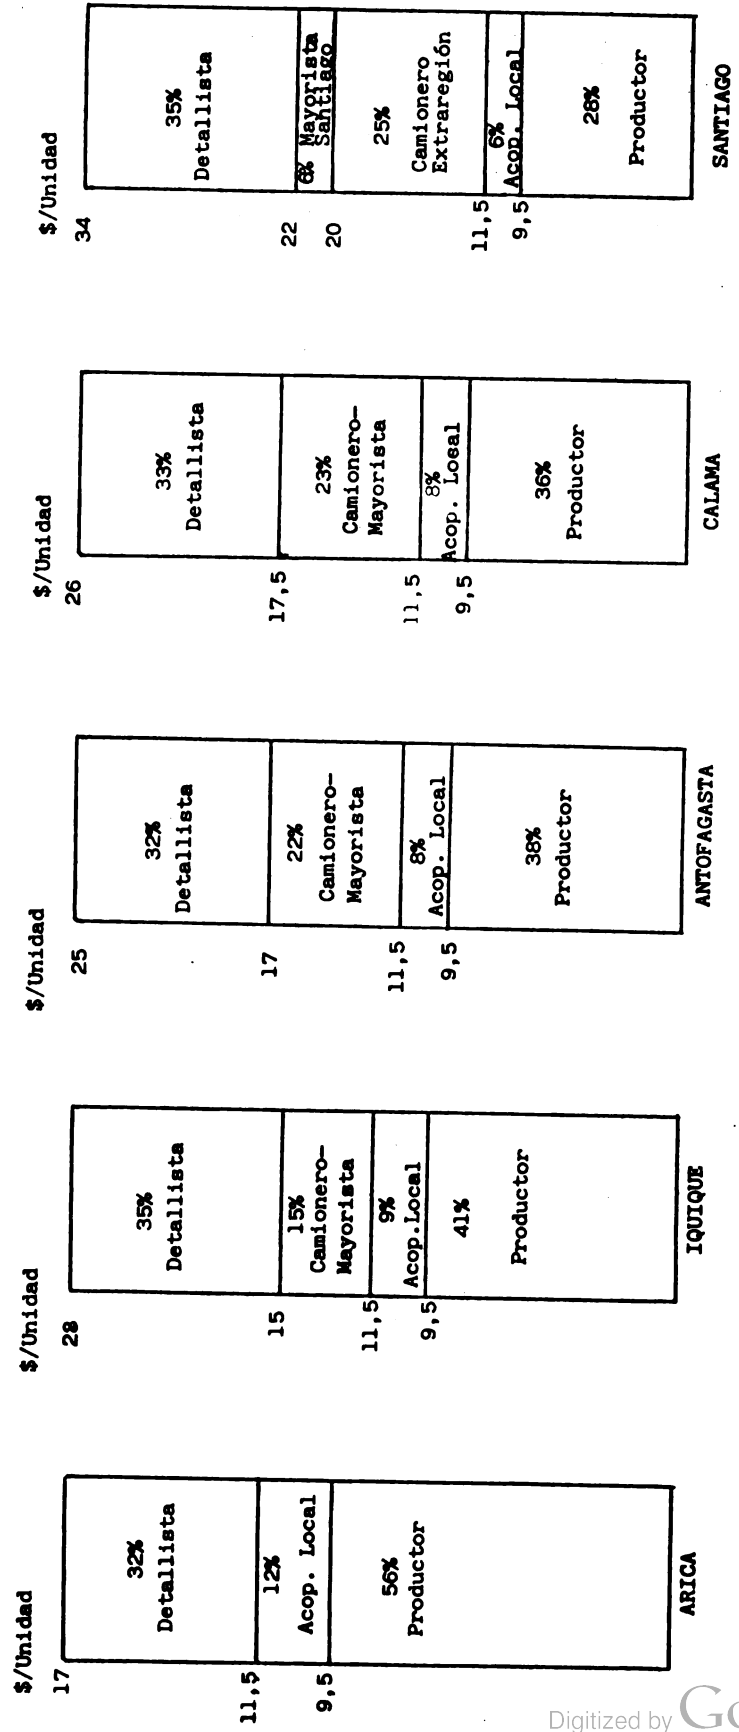 $/Unidad
17
32%
Detallista
11,5
12%
Acop. Local
9,5
56%
Productor
ARICA
$/Unidad
28
35%
Detallista
15
15%
Camionero-
Mayorista
11,5
9%
Acop.Local
9,5
41%
Productor
IQUIQUE
$/Unidad
25
32%
Detallista
17
22%
Camionero-
Mayorista
11,5
8%
Acop. Local
9,5
38%
Productor
ANTOFAGASTA
$/Unidad
26
33%
Detallista
17,5
23%
Camionero-
Mayorista
11,5
8%
Acop. Local
9,5
36%
Productor
CALAMA
$/Unidad
34
35%
Detallista
22
6% Mayorista
Santiago
20
25%
Camionero
Extraregión
11,5
6%
Acop. Local
9,5
28%
Productor
SANTIAGO
Digitized by Go